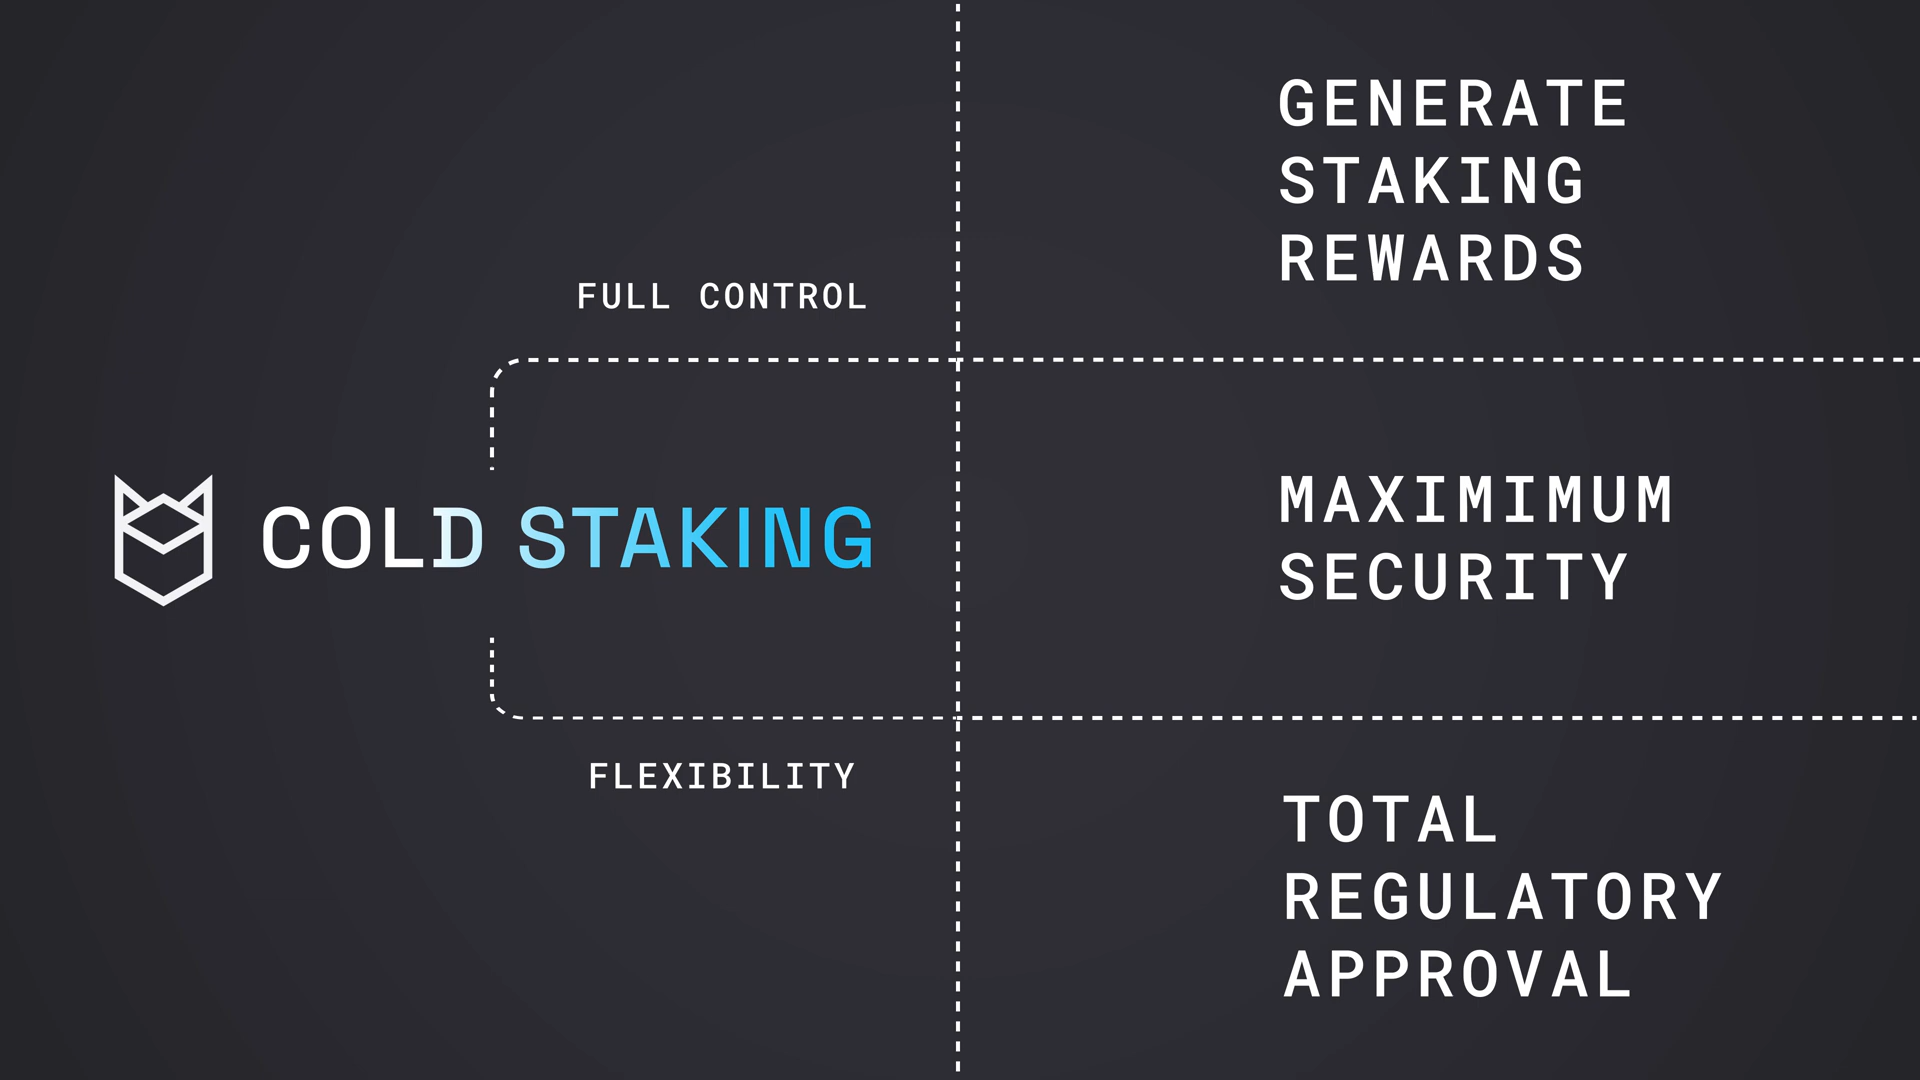 FULL CONTROL
COLD STAKING
FLEXIBILITY
GENERATE
STAKING
REWARDS
MAXIMIMUM
SECURITY
TOTAL
REGULATORY
APPROVAL